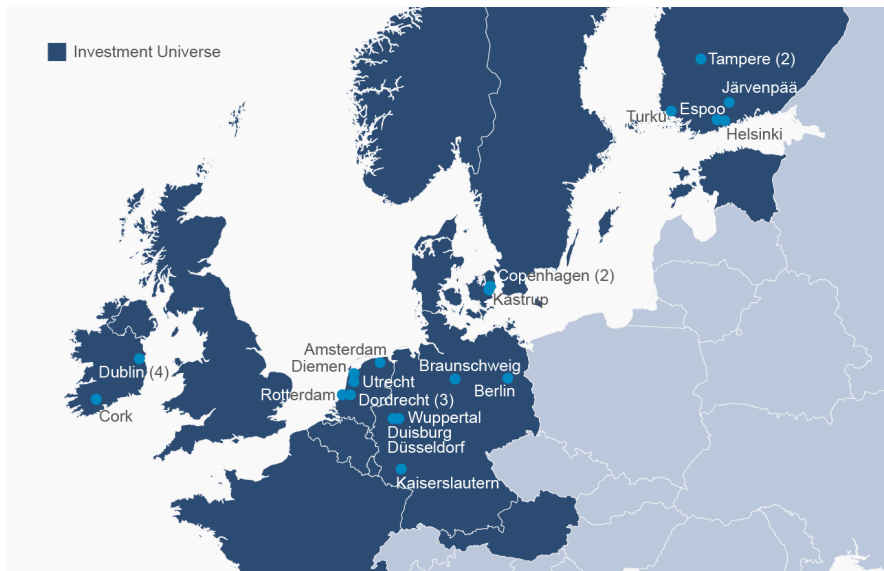 Investment Universe
Tampere (2)
Järvenpää
Turku
Espoo
Helsinki
Copenhagen (2)
Kastrup
Dublin (4)
Cork
Amsterdam
Diemen
Utrecht
Rotterdam
Dordrecht (3)
Braunschweig
Berlin
Wuppertal
Duisburg
Düsseldorf
Kaiserslautern